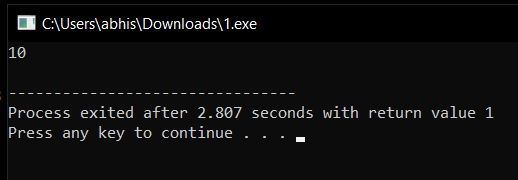 C:\Users\abhis\Downloads\1.exe
10
--------------------------------
Process exited after 2.807 seconds with return value 1
Press any key to continue . . .